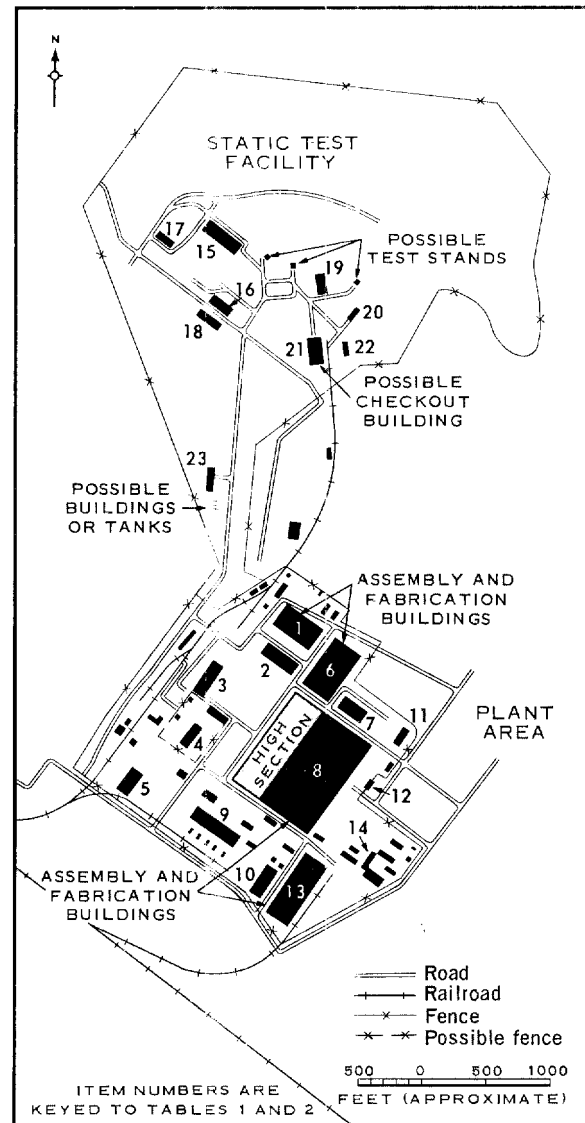 N
STATIC TEST
FACILITY
17
15
POSSIBLE
TEST STANDS
19
16
18
20
21
22
POSSIBLE
CHECKOUT
BUILDING
23
POSSIBLE
BUILDINGS
OR TANKS
ASSEMBLY AND
FABRICATION
BUILDINGS
1
2
6
3
7
4
11
PLANT
AREA
HIGH
SECTION
8
5
12
9
14
10
13
ASSEMBLY AND
FABRICATION
BUILDINGS
Road
Railroad
Fence
Possible fence
500 0 500 1000
FEET (APPROXIMATE)
ITEM NUMBERS ARE
KEYED TO TABLES 1 AND 2